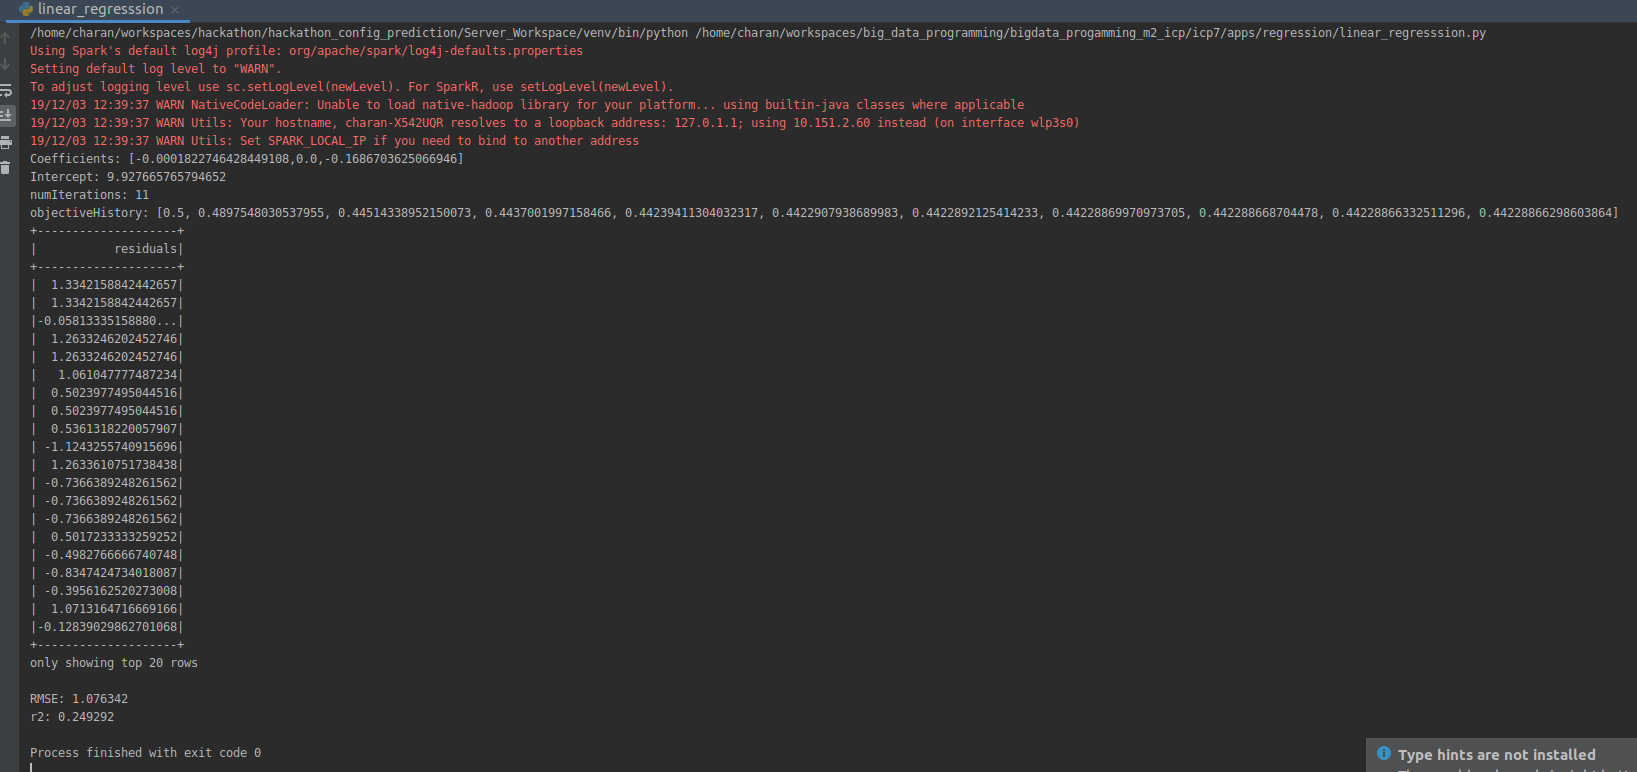 linear_regresssion
/home/charan/workspaces/hackathon/hackathon_config_prediction/Server_Workspace/venv/bin/python /home/charan/workspaces/big_data_programming/bigdata_progamming_m2_icp/icp7/apps/regression/linear_regresssion.py
Using Spark's default log4j profile: org/apache/spark/log4j-defaults.properties
Setting default log level to "WARN".
To adjust logging level use sc.setLogLevel(newLevel). For SparkR, use setLogLevel(newLevel).
19/12/03 12:39:37 WARN NativeCodeLoader: Unable to load native-hadoop library for your platform... using builtin-java classes where applicable
19/12/03 12:39:37 WARN Utils: Your hostname, charan-X542UQR resolves to a loopback address: 127.0.1.1; using 10.151.2.60 instead (on interface wlp3s0)
19/12/03 12:39:37 WARN Utils: Set SPARK_LOCAL_IP if you need to bind to another address
Coefficients: [-0.0001822746428449108,0.0,-0.1686703625066946]
Intercept: 9.927665765794652
numIterations: 11
objectiveHistory: [0.5, 0.4897548030537955, 0.44514338952150073, 0.4437001997158466, 0.44239411304032317, 0.4422907938689983, 0.4422892125414233, 0.44228869970973705, 0.442288668704478, 0.44228866332511296, 0.44228866298603864]
+--------------------+
|           residuals|
+--------------------+
|  1.3342158842442657|
|  1.3342158842442657|
|-0.05813335158880...|
|  1.2633246202452746|
|  1.2633246202452746|
|   1.061047777487234|
|  0.5023977495044516|
|  0.5023977495044516|
|  0.5361318220057907|
| -1.1243255740915696|
|  1.2633610751738438|
| -0.7366389248261562|
| -0.7366389248261562|
| -0.7366389248261562|
|  0.5017233333259252|
| -0.4982766666740748|
| -0.8347424734018087|
| -0.3956162520273008|
|  1.0713164716669166|
|-0.12839029862701068|
+--------------------+
only showing top 20 rows
RMSE: 1.076342
r2: 0.249292
Process finished with exit code 0
Type hints are not installed